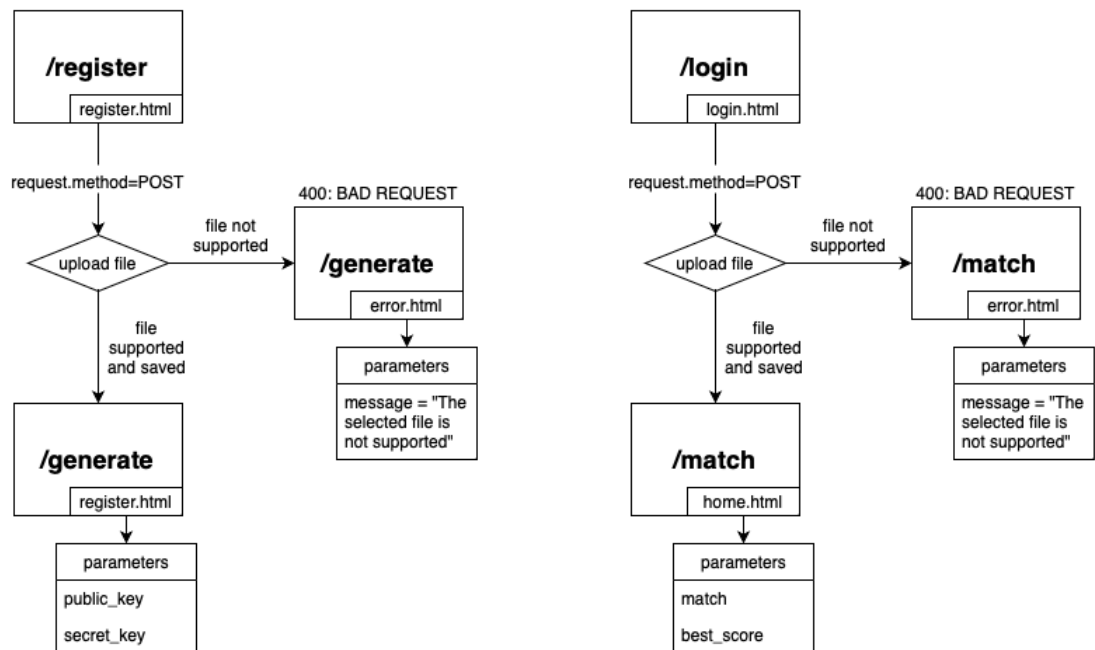 /register
register.html
request.method=POST
upload file
file not
supported
400: BAD REQUEST
/generate
error.html
parameters
message = "The
selected file is
not supported"
file
supported
and saved
/generate
register.html
parameters
public_key
secret_key
/login
login.html
request.method=POST
upload file
file not
supported
400: BAD REQUEST
/match
error.html
parameters
message = "The
selected file is
not supported"
file
supported
and saved
/match
home.html
parameters
match
best_score